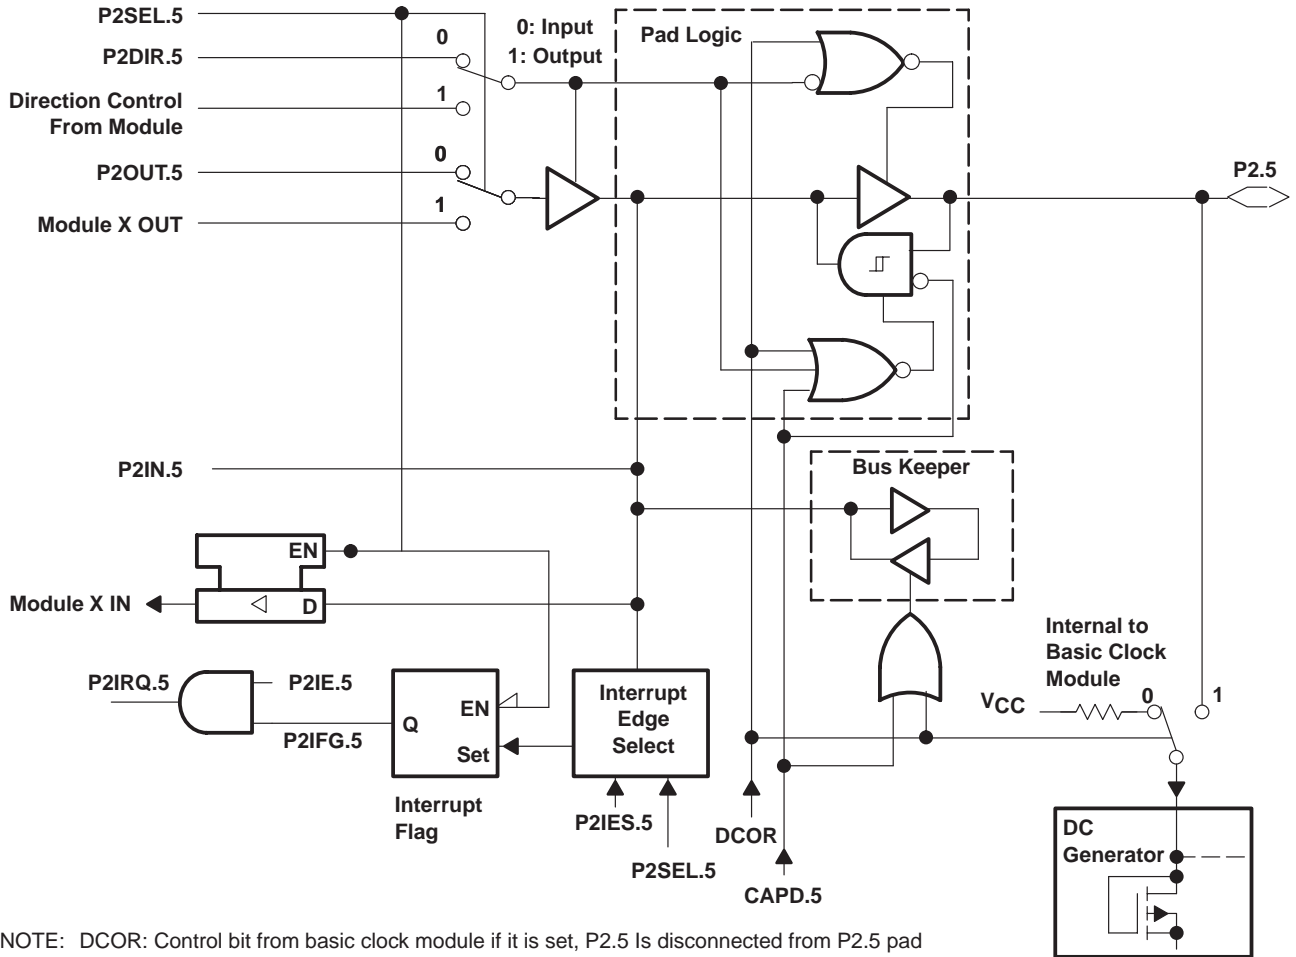 P2SEL.5
P2DIR.5
0
0: Input
1: Output
Pad Logic
Direction Control
From Module
1
P2OUT.5
0
Module X OUT
1
P2.5
P2IN.5
Bus Keeper
EN
D
Module X IN
Internal to
Basic Clock
Module
VCC
0
1
P2IRQ.5
P2IE.5
P2IFG.5
Q
EN
Set
Interrupt
Flag
Interrupt
Edge
Select
P2IES.5
P2SEL.5
DCOR
CAPD.5
DC
Generator
NOTE: DCOR: Control bit from basic clock module if it is set, P2.5 Is disconnected from P2.5 pad